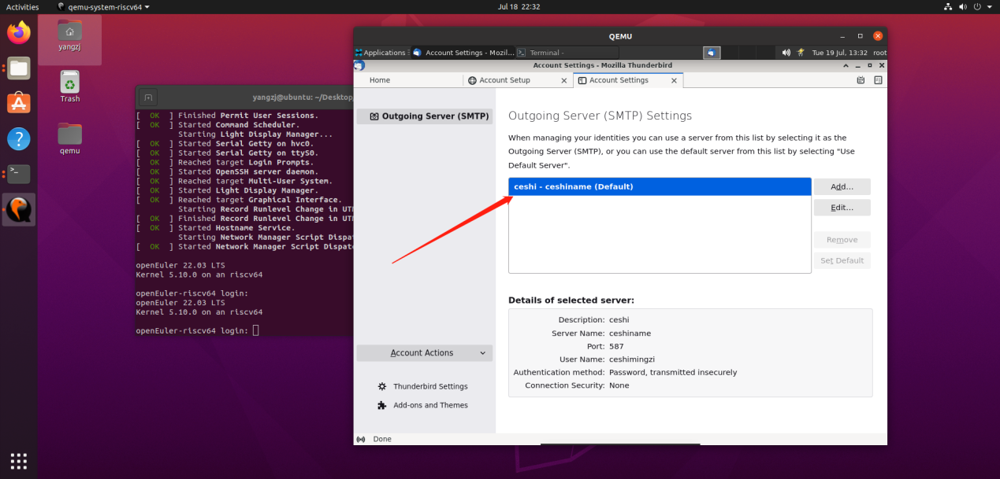 Activities
qemu-system-riscv64
Jul 18 22:32
yangzj
Trash
qemu
yangzj@ubuntu: ~/Desktop/
[ OK ] Finished Permit User Sessions.
[ OK ] Started Command Scheduler.
Starting Light Display Manager...
[ OK ] Started Serial Getty on hvc0.
[ OK ] Started Serial Getty on ttyS0.
[ OK ] Reached target Login Prompts.
[ OK ] Started OpenSSH server daemon.
[ OK ] Reached target Multi-User System.
[ OK ] Started Light Display Manager.
[ OK ] Reached target Graphical Interface.
Starting Record Runlevel Change in UTM
[ OK ] Finished Record Runlevel Change in UTM
[ OK ] Started Hostname Service.
Starting Network Manager Script Dispat
[ OK ] Started Network Manager Script Dispatc
openEuler 22.03 LTS
Kernel 5.10.0 on an riscv64
openEuler-riscv64 login:
openEuler 22.03 LTS
Kernel 5.10.0 on an riscv64
openEuler-riscv64 login:
QEMU
Applications
Account Settings - Mozil...
Terminal -
Tue 19 Jul, 13:32 root
Account Settings - Mozilla Thunderbird
Home
Account Setup
Account Settings
Outgoing Server (SMTP)
Account Actions
Thunderbird Settings
Add-ons and Themes
Outgoing Server (SMTP) Settings
When managing your identities you can use a server from this list by selecting it as the
Outgoing Server (SMTP), or you can use the default server from this list by selecting "Use
Default Server".
ceshi - ceshiname (Default)
Add...
Edit...
Remove
Set Default
Details of selected server:
Description: ceshi
Server Name: ceshiname
Port: 587
User Name: ceshimingzi
Authentication method: Password, transmitted insecurely
Connection Security: None
Done